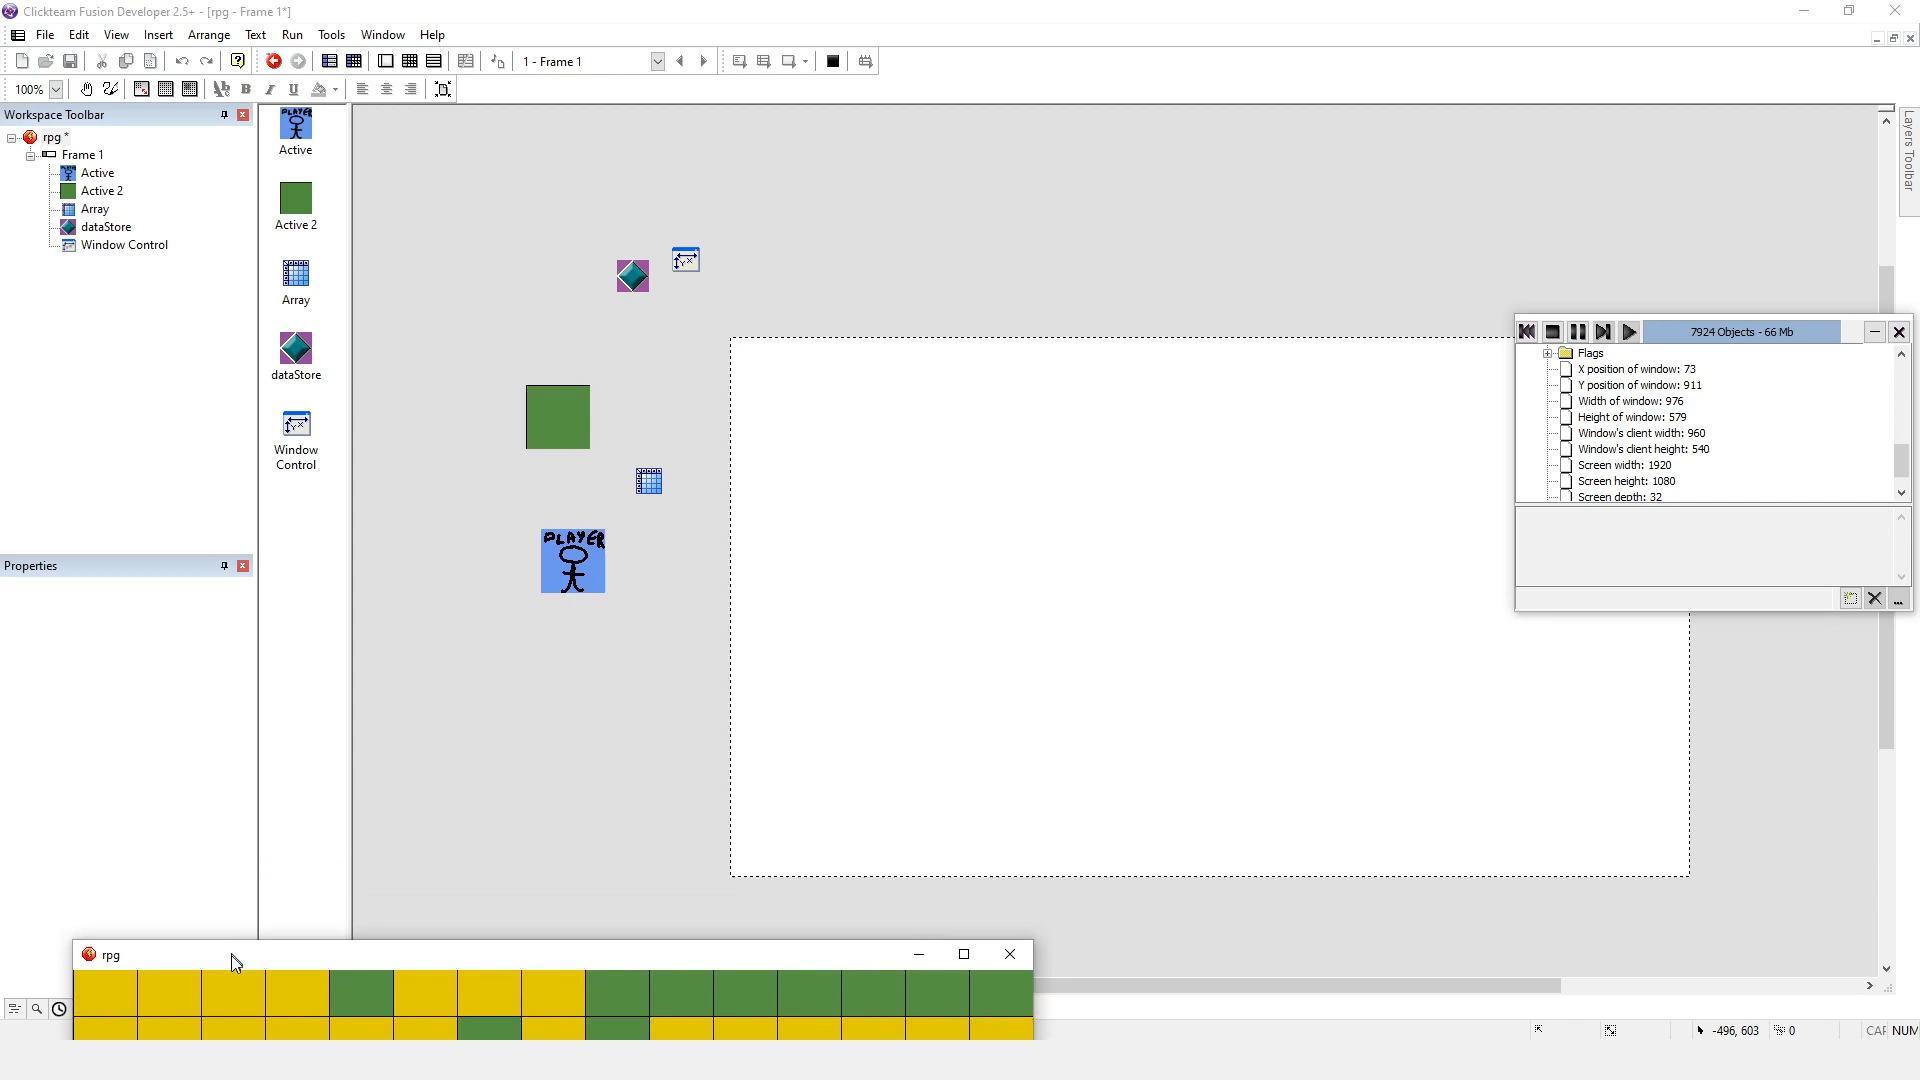 Clickteam Fusion Developer 2.5+ - [rpg - Frame 1*]
File Edit View Insert Arrange Text Run Tools Window Help
1 - Frame 1
100%
Workspace Toolbar
rpg *
Frame 1
Active
Active 2
Array
dataStore
Window Control
Properties
PLAYER
Active
Active 2
Array
dataStore
Window
Control
PLAYER
Layers Toolbar
7924 Objects - 66 Mb
Flags
X position of window: 73
Y position of window: 911
Width of window: 976
Height of window: 579
Window's client width: 960
Window's client height: 540
Screen width: 1920
Screen height: 1080
Screen depth: 32
rpg
-496, 603 0 CAP NUM